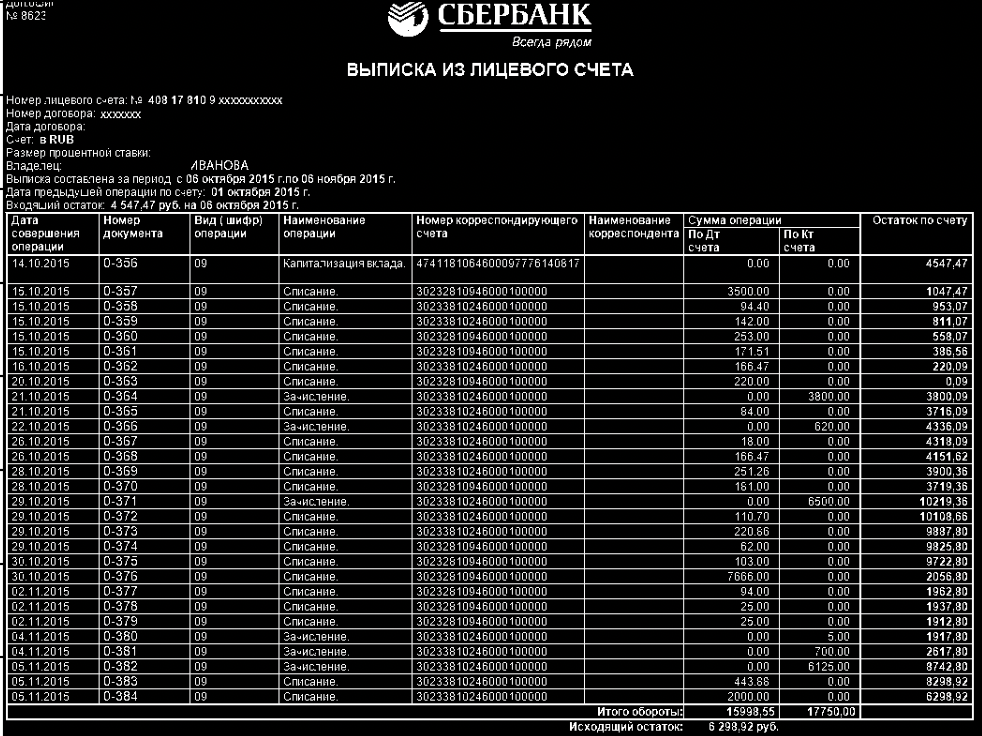 № 8623
СБЕРБАНК
Всегда рядом
ВЫПИСКА ИЗ ЛИЦЕВОГО СЧЕТА
Номер лицевого счета: № 408 17 810 9 xxxxxxxxxxx
Номер договора: xxxxxxx
Дата договора:
Счет: в RUB
Размер процентной ставки:
Владелец: ИВАНОВА
Выписка составлена за период с 06 октября 2015 г.по 06 ноября 2015 г.
Дата предыдущей операции по счету: 01 октября 2015 г.
Входящий остаток: 4 547,47 руб. на 06 октября 2015 г.
Дата совершения операции Номер документа Вид ( шифр) операции Наименование операции Номер корреспондирующего счета Наименование корреспондента Сумма операции По Дт счета По Кт счета Остаток по счету
14.10.2015 0-356 09 Капитализация вклада. 4741181064600097776140817 0.00 0.00 4547,47
15.10.2015 0-357 09 Списание. 30232810946000100000 3500.00 0.00 1047,47
15.10.2015 0-358 09 Списание. 30233810246000100000 94.40 0.00 953,07
15.10.2015 0-359 09 Списание. 30233810246000100000 142.00 0.00 811,07
15.10.2015 0-360 09 Списание. 30232810946000100000 253.00 0.00 558,07
15.10.2015 0-361 09 Списание. 30232810946000100000 171.51 0.00 386,56
16.10.2015 0-362 09 Списание. 30233810246000100000 166.47 0.00 220,09
20.10.2015 0-363 09 Списание. 30232810946000100000 220.00 0.00 0,09
21.10.2015 0-364 09 Зачисление. 30233810246000100000 0.00 3800.00 3800,09
21.10.2015 0-365 09 Списание. 30233810246000100000 84.00 0.00 3716,09
22.10.2015 0-366 09 Зачисление. 30233810246000100000 0.00 620.00 4336,09
26.10.2015 0-367 09 Списание. 30232810946000100000 18.00 0.00 4318,09
26.10.2015 0-368 09 Списание. 30233810246000100000 166.47 0.00 4151,62
28.10.2015 0-369 09 Списание. 30233810246000100000 251.26 0.00 3900,36
28.10.2015 0-370 09 Списание. 30232810946000100000 181.00 0.00 3719,36
29.10.2015 0-371 09 Зачисление. 30233810246000100000 0.00 6500.00 10219,36
29.10.2015 0-372 09 Списание. 30233810246000100000 110.70 0.00 10108,66
29.10.2015 0-373 09 Списание. 30233810246000100000 220.86 0.00 9887,80
29.10.2015 0-374 09 Списание. 30232810946000100000 62.00 0.00 9825,80
30.10.2015 0-375 09 Списание. 30232810946000100000 103.00 0.00 9722,80
30.10.2015 0-376 09 Списание. 30232810946000100000 7666.00 0.00 2056,80
02.11.2015 0-377 09 Списание. 30232810946000100000 94.00 0.00 1962,80
02.11.2015 0-378 09 Списание. 30232810946000100000 25.00 0.00 1937,80
02.11.2015 0-379 09 Списание. 30232810946000100000 25.00 0.00 1912,80
04.11.2015 0-380 09 Зачисление. 30233810246000100000 0.00 5.00 1917,80
04.11.2015 0-381 09 Зачисление. 30232810946000100000 0.00 700.00 2617,80
05.11.2015 0-382 09 Зачисление. 30233810246000100000 0.00 6125.00 8742,80
05.11.2015 0-383 09 Списание. 30233810246000100000 443.88 0.00 8298,92
05.11.2015 0-384 09 Списание. 30233810246000100000 2000.00 0.00 6298,92
Итого обороты: 15998,55 17750,00
Исходящий остаток: 6 298,92 руб.